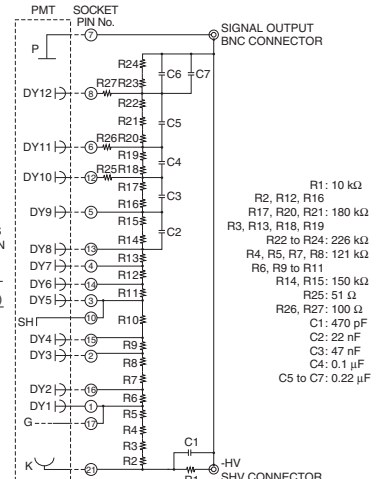 PMT
SOCKET
PIN No.
SIGNAL OUTPUT
BNC CONNECTOR
P
7
R24
C6
C7
DY12
8
R27
R23
R22
R21
C5
DY11
6
R26
R20
R19
C4
DY10
12
R25
R18
R17
C3
DY9
5
R16
R15
C2
DY8
13
R14
DY7
4
R13
DY6
14
R12
DY5
3
R11
SH
10
R10
DY4
15
R9
DY3
2
R8
R7
DY2
16
R6
DY1
1
R5
G
17
R4
R3
R2
C1
K
21
R1
-HV
SHV CONNECTOR
R1: 10 kΩ
R2, R12, R16
R17, R20, R21: 180 kΩ
R3, R13, R18, R19
R22 to R24: 226 kΩ
R4, R5, R7, R8: 121 kΩ
R6, R9 to R11
R14, R15: 150 kΩ
R25: 51 Ω
R26, R27: 100 Ω
C1: 470 pF
C2: 22 nF
C3: 47 nF
C4: 0.1 µF
C5 to C7: 0.22 µF